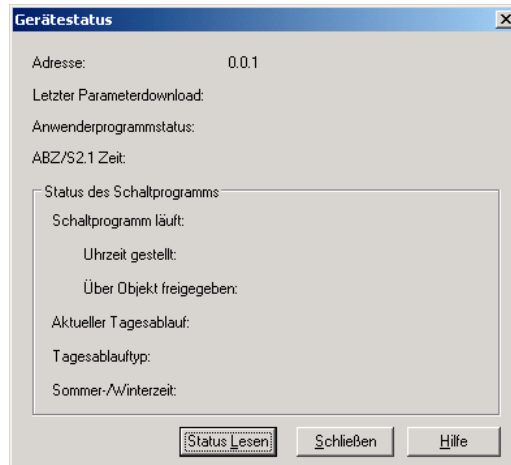 Gerätestatus
Adresse: 0.0.1
Letzter Parameterdownload:
Anwenderprogrammstatus:
ABZ/S2.1 Zeit:
Status des Schaltprogramms
Schaltprogramm läuft:
Uhrzeit gestellt:
Über Objekt freigegeben:
Aktueller Tagesablauf:
Tagesablauftyp:
Sommer-/Winterzeit:
Status Lesen Schließen Hilfe